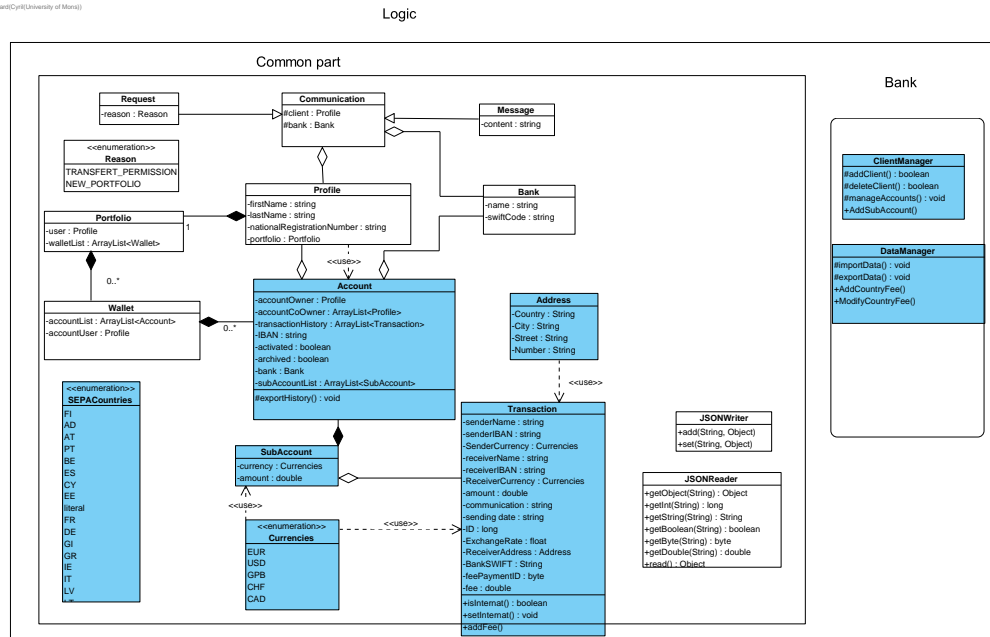 ard(Cyril(University of Mons))
Logic
Common part
Bank
Request
-reason : Reason
Communication
#client : Profile
#bank : Bank
Message
-content : string
<<enumeration>>
Reason
TRANSFERT_PERMISSION
NEW_PORTFOLIO
Profile
-firstName : string
-lastName : string
-nationalRegistrationNumber : string
-portfolio : Portfolio
Bank
-name : string
-swiftCode : string
Portfolio
-user : Profile
-walletList : ArrayList<Wallet>
1
<<use>>
0..*
Wallet
-accountList : ArrayList<Account>
-accountUser : Profile
0..*
Account
-accountOwner : Profile
-accountCoOwner : ArrayList<Profile>
-transactionHistory : ArrayList<Transaction>
-IBAN : string
-activated : boolean
-archived : boolean
-bank : Bank
-subAccountList : ArrayList<SubAccount>
#exportHistory() : void
Address
-Country : String
-City : String
-Street : String
-Number : String
<<use>>
ClientManager
#addClient() : boolean
#deleteClient() : boolean
#manageAccounts() : void
+AddSubAccount()
DataManager
#importData() : void
#exportData() : void
+AddCountryFee()
+ModifyCountryFee()
<<enumeration>>
SEPACountries
FI
AD
AT
PT
BE
ES
CY
EE
literal
FR
DE
GI
GR
IE
IT
LV
SubAccount
-currency : Currencies
-amount : double
<<use>>
<<enumeration>>
Currencies
EUR
USD
GPB
CHF
CAD
<<use>>
Transaction
-senderName : string
-senderIBAN : string
-SenderCurrency : Currencies
-receiverName : string
-receiverIBAN : string
-ReceiverCurrency : Currencies
-amount : double
-communication : string
-sending date : string
-ID : long
-ExchangeRate : float
-ReceiverAddress : Address
-BankSWIFT : String
-feePaymentID : byte
-fee : double
+isInternat() : boolean
+setInternat() : void
+addFee()
JSONWriter
+add(String, Object)
+set(String, Object)
JSONReader
+getObject(String) : Object
+getInt(String) : long
+getString(String) : String
+getBoolean(String) : boolean
+getByte(String) : byte
+getDouble(String) : double
+read() : Object